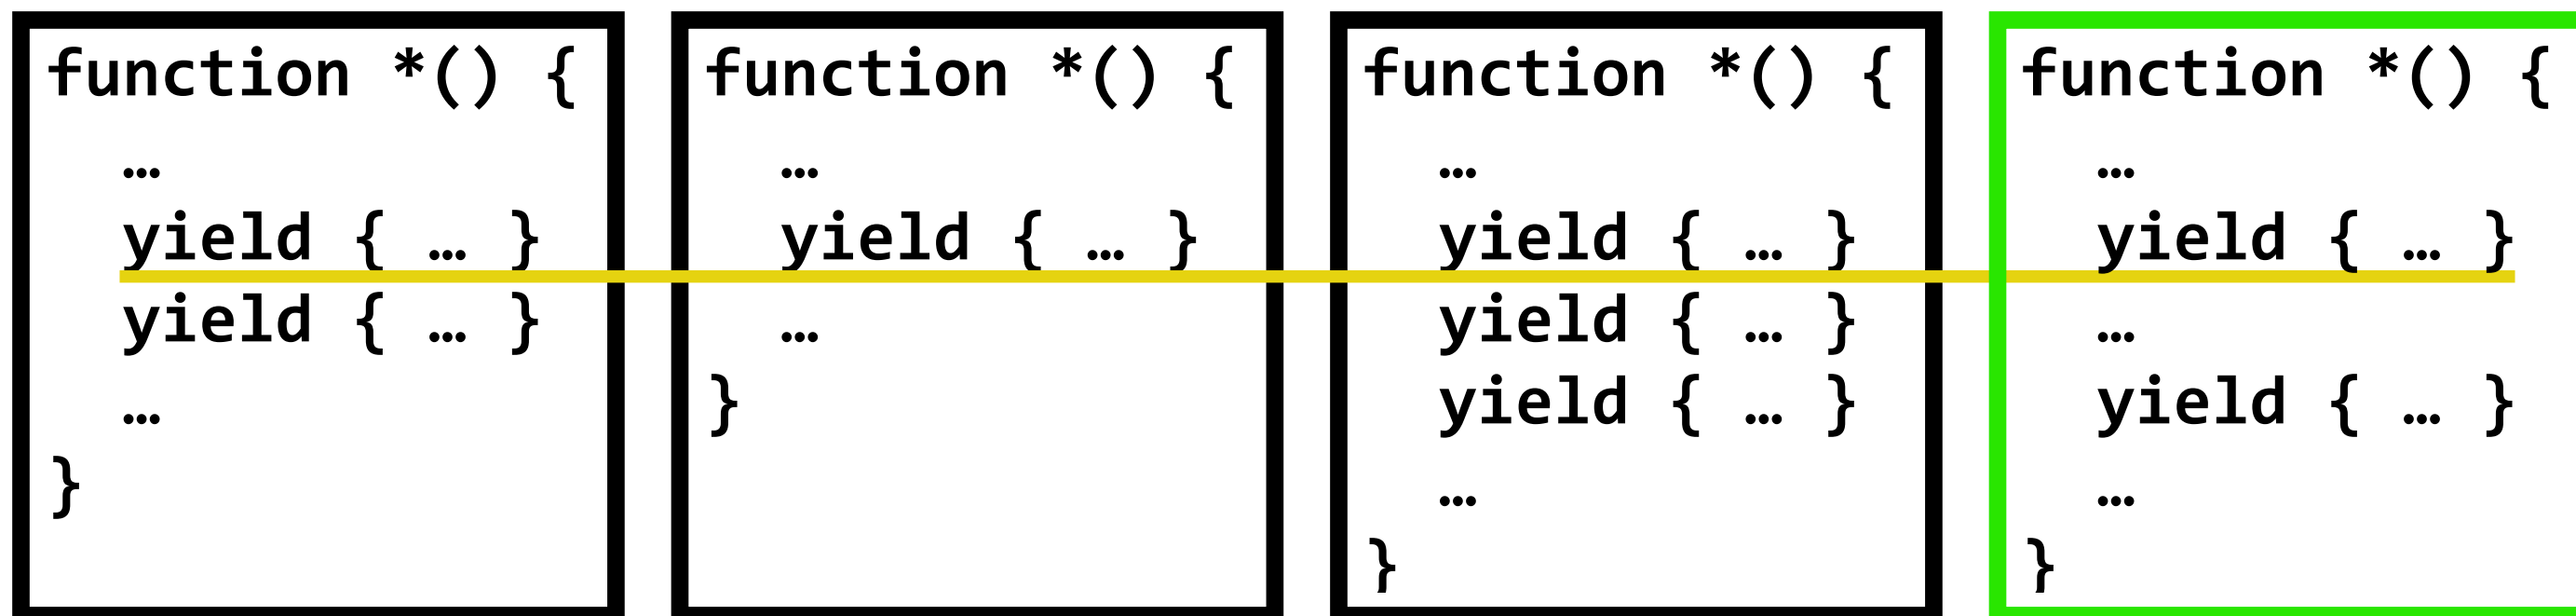 function *() {
  …
  yield { … }
  yield { … }
  …
}
function *() {
  …
  yield { … }
  …
}
function *() {
  …
  yield { … }
  yield { … }
  yield { … }
  …
}
function *() {
  …
  yield { … }
  …
  yield { … }
  …
}